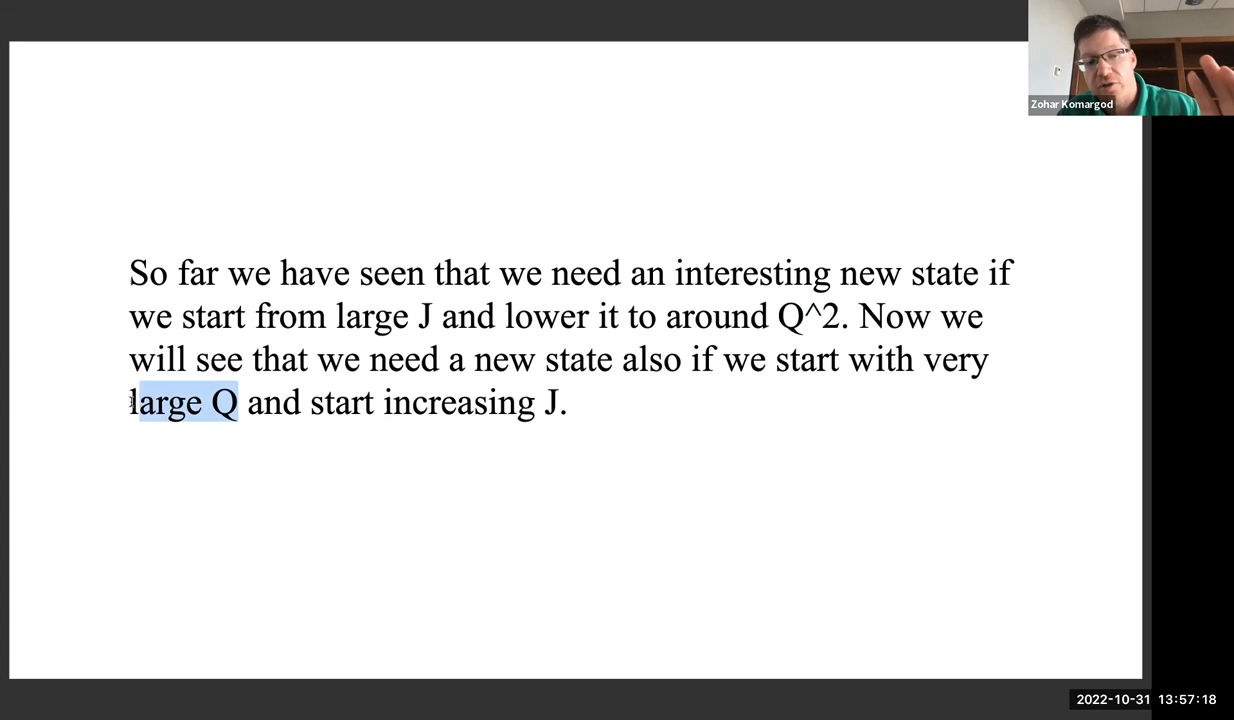 Zohar Komargod
So far we have seen that we need an interesting new state if
we start from large J and lower it to around Q^2. Now we
will see that we need a new state also if we start with very
large Q and start increasing J.
2022-10-31 13:57:18